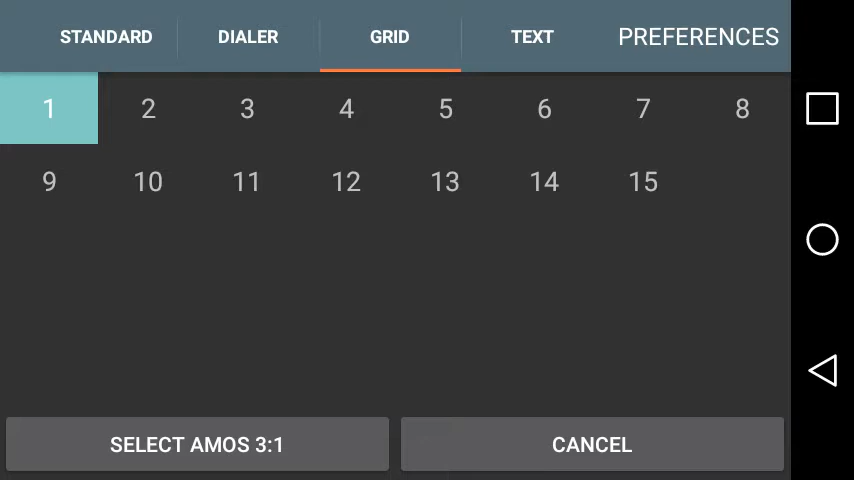 STANDARD DIALER GRID TEXT PREFERENCES
1 2 3 4 5 6 7 8
9 10 11 12 13 14 15
SELECT AMOS 3:1 CANCEL